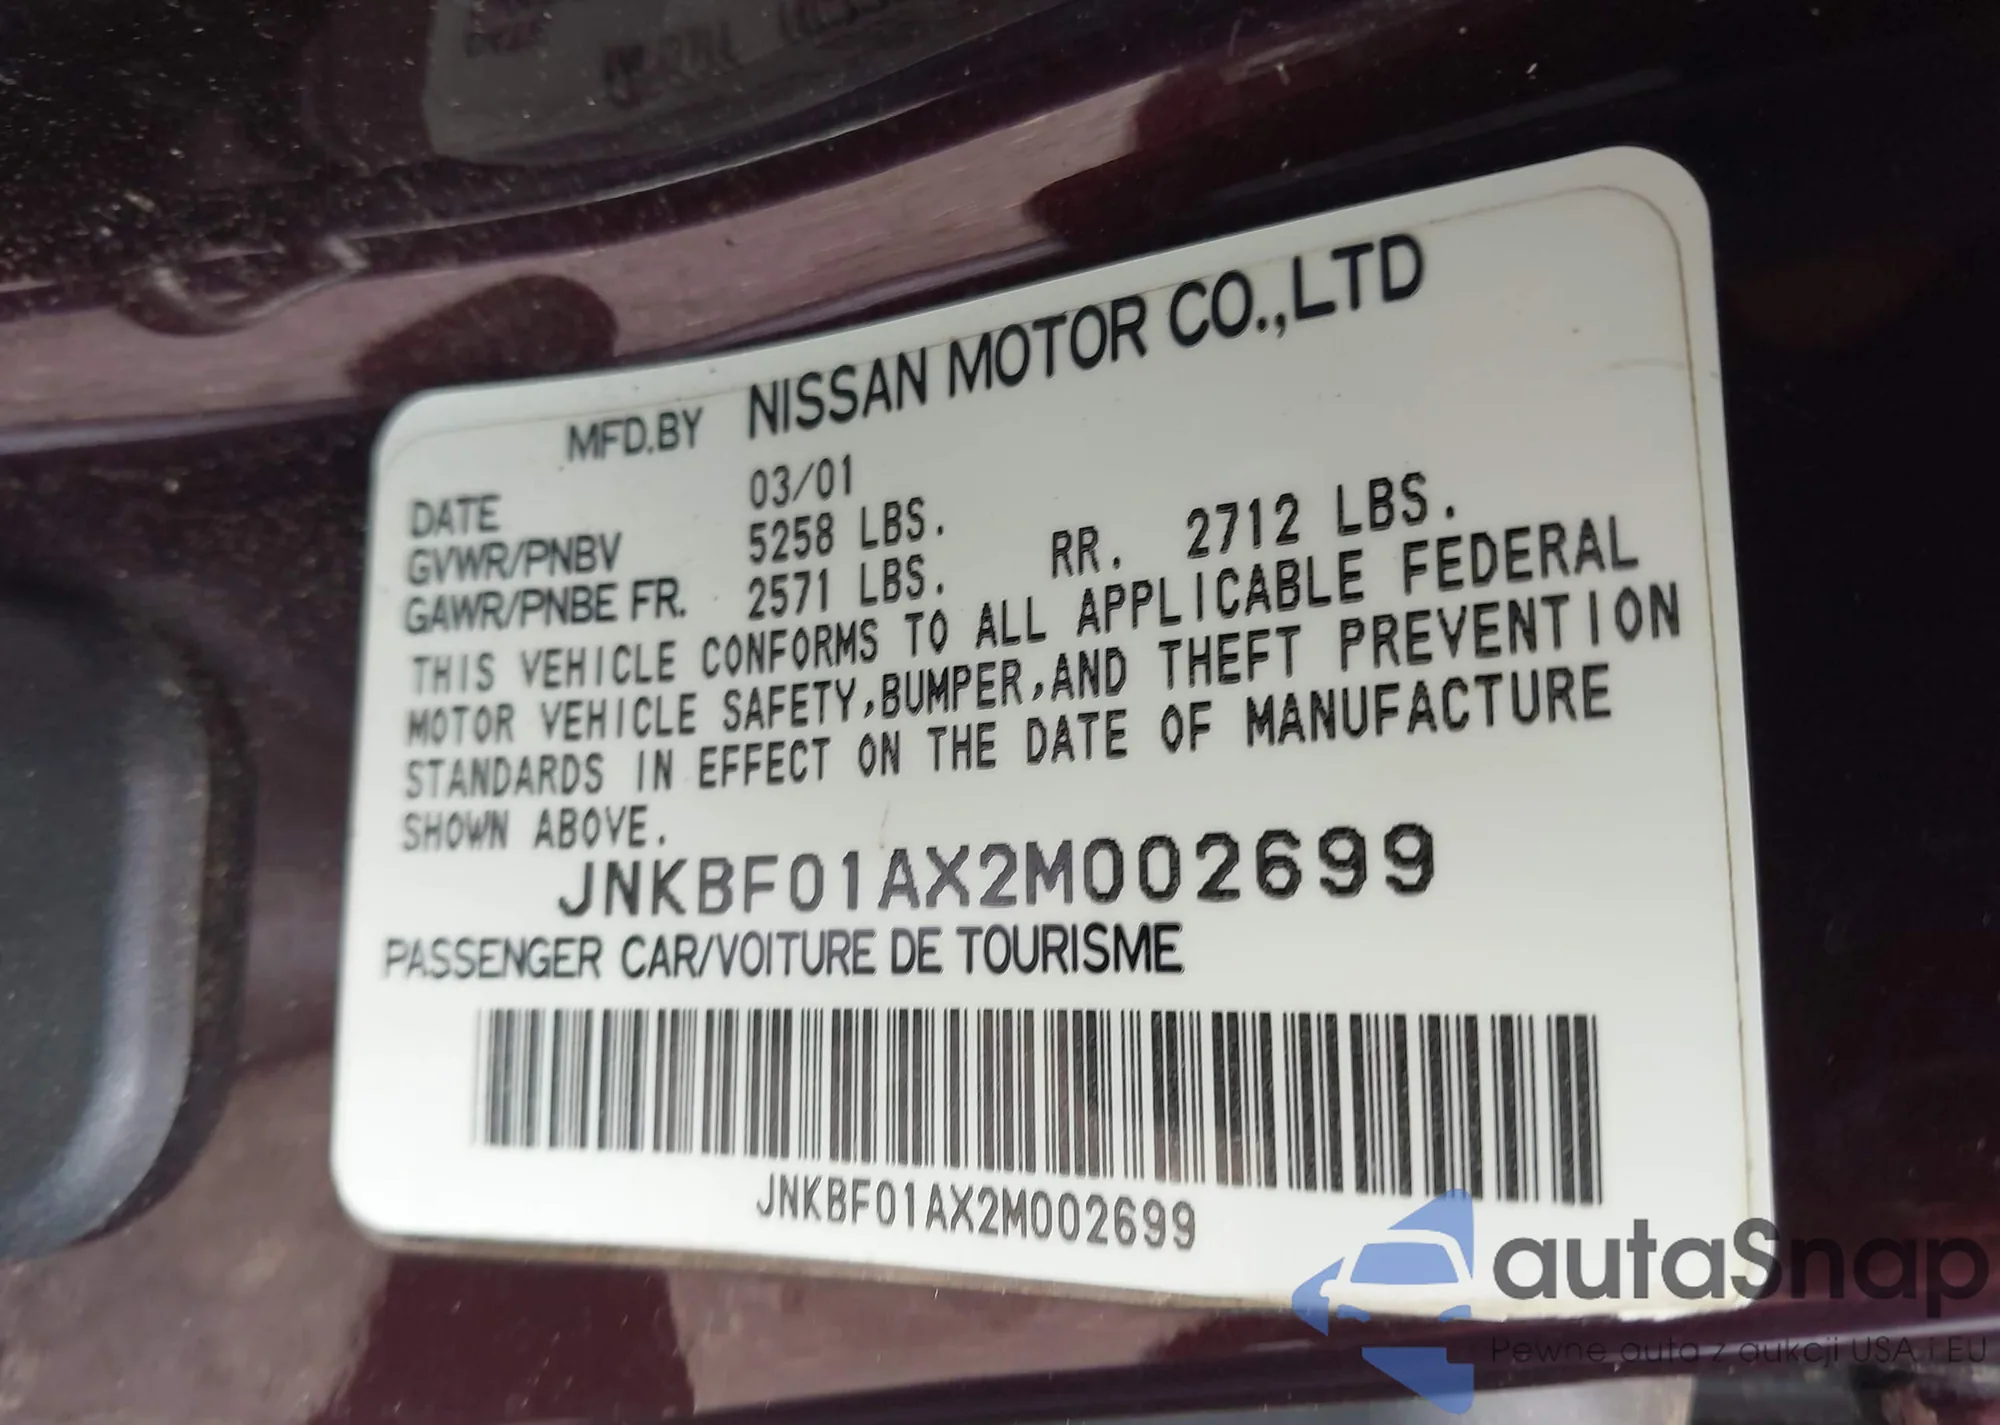 MFD.BY NISSAN MOTOR CO.,LTD
DATE 03/01
GVWR/PNBV 5258 LBS.
GAWR/PNBE FR. 2571 LBS. RR. 2712 LBS.
THIS VEHICLE CONFORMS TO ALL APPLICABLE FEDERAL
MOTOR VEHICLE SAFETY,BUMPER,AND THEFT PREVENTION
STANDARDS IN EFFECT ON THE DATE OF MANUFACTURE
SHOWN ABOVE.
JNKBF01AX2M002699
PASSENGER CAR/VOITURE DE TOURISME
JNKBF01AX2M002699
autaSnap
Pewne auta z aukcji USA i EU